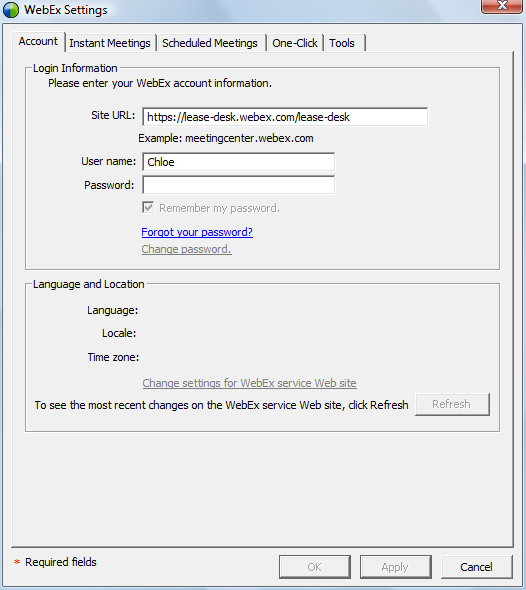 WebEx Settings
Account Instant Meetings Scheduled Meetings One-Click Tools
Login Information
Please enter your WebEx account information.
Site URL: https://lease-desk.webex.com/lease-desk
Example: meetingcenter.webex.com
User name: Chloe
Password:
Remember my password.
Forgot your password?
Change password.
Language and Location
Language:
Locale:
Time zone:
Change settings for WebEx service Web site
To see the most recent changes on the WebEx service Web site, click Refresh Refresh
* Required fields OK Apply Cancel